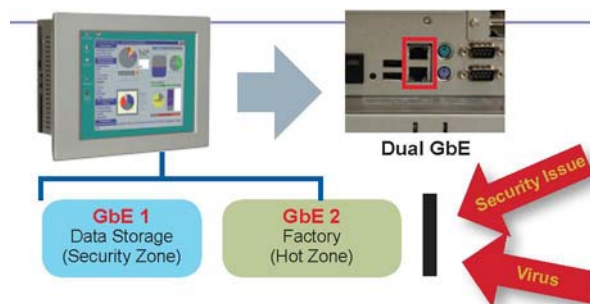 Dual GbE
GbE 1
Data Storage
(Security Zone)
GbE 2
Factory
(Hot Zone)
Security Issue
Virus